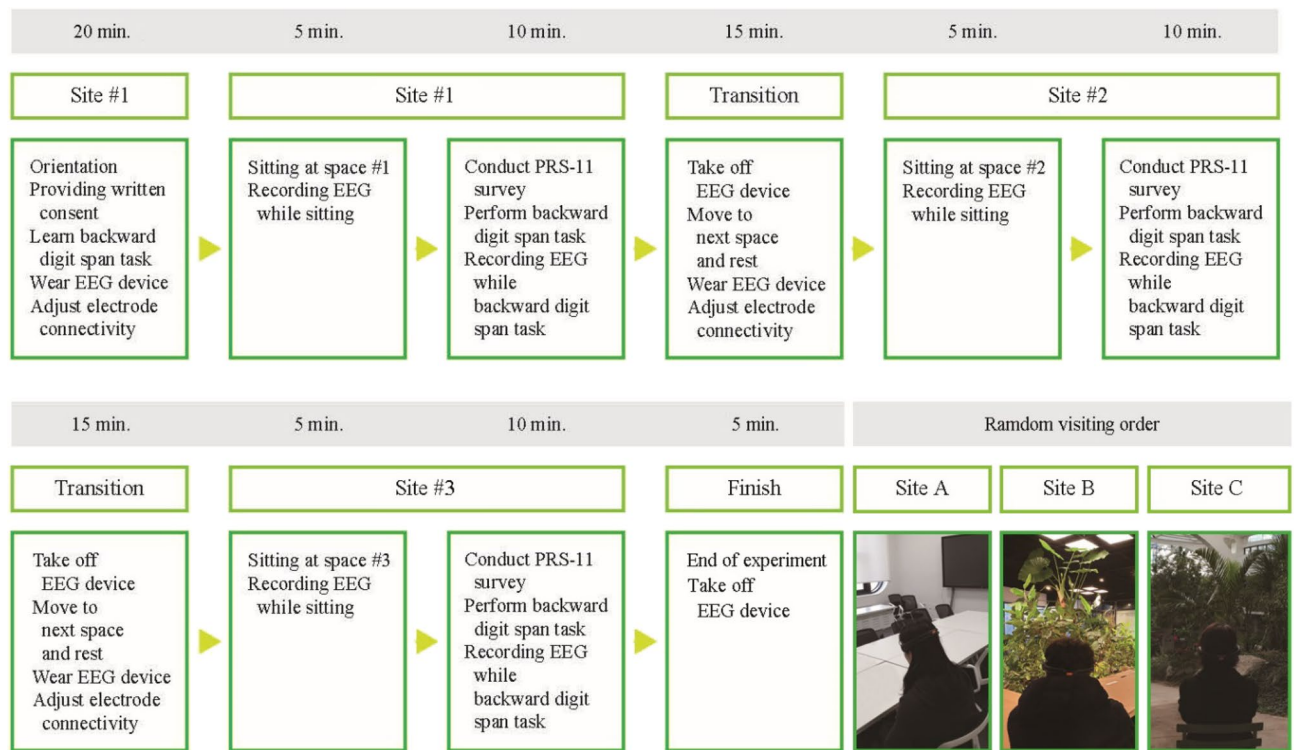 20 min. 5 min. 10 min. 15 min. 5 min. 10 min.
Site #1 Site #1 Transition Site #2
Orientation
Providing written
consent
Learn backward
digit span task
Wear EEG device
Adjust electrode
connectivity
Sitting at space #1
Recording EEG
while sitting
Conduct PRS-11
survey
Perform backward
digit span task
Recording EEG
while
backward digit
span task
Take off
EEG device
Move to
next space
and rest
Wear EEG device
Adjust electrode
connectivity
Sitting at space #2
Recording EEG
while sitting
Conduct PRS-11
survey
Perform backward
digit span task
Recording EEG
while
backward digit
span task
15 min. 5 min. 10 min. 5 min. Ramdom visiting order
Transition Site #3 Finish Site A Site B Site C
Take off
EEG device
Move to
next space
and rest
Wear EEG device
Adjust electrode
connectivity
Sitting at space #3
Recording EEG
while sitting
Conduct PRS-11
survey
Perform backward
digit span task
Recording EEG
while
backward digit
span task
End of experiment
Take off
EEG device